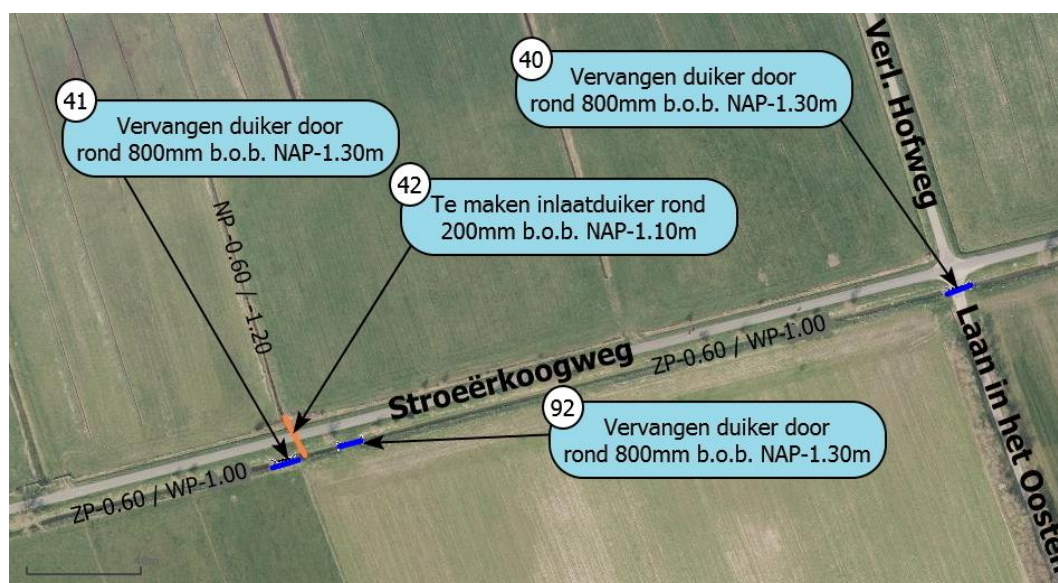 40
Vervangen duiker door
rond 800mm b.o.b. NAP-1.30m
Verl. Hofweg
41
Vervangen duiker door
rond 800mm b.o.b. NAP-1.30m
42
Te maken inlaatduiker rond
200mm b.o.b. NAP-1.10m
NP -0.60 / -1.20
Stroeërkoogweg
ZP-0.60 / WP-1.00
Laan in het Oosten
92
Vervangen duiker door
rond 800mm b.o.b. NAP-1.30m
ZP-0.60 / WP-1.00